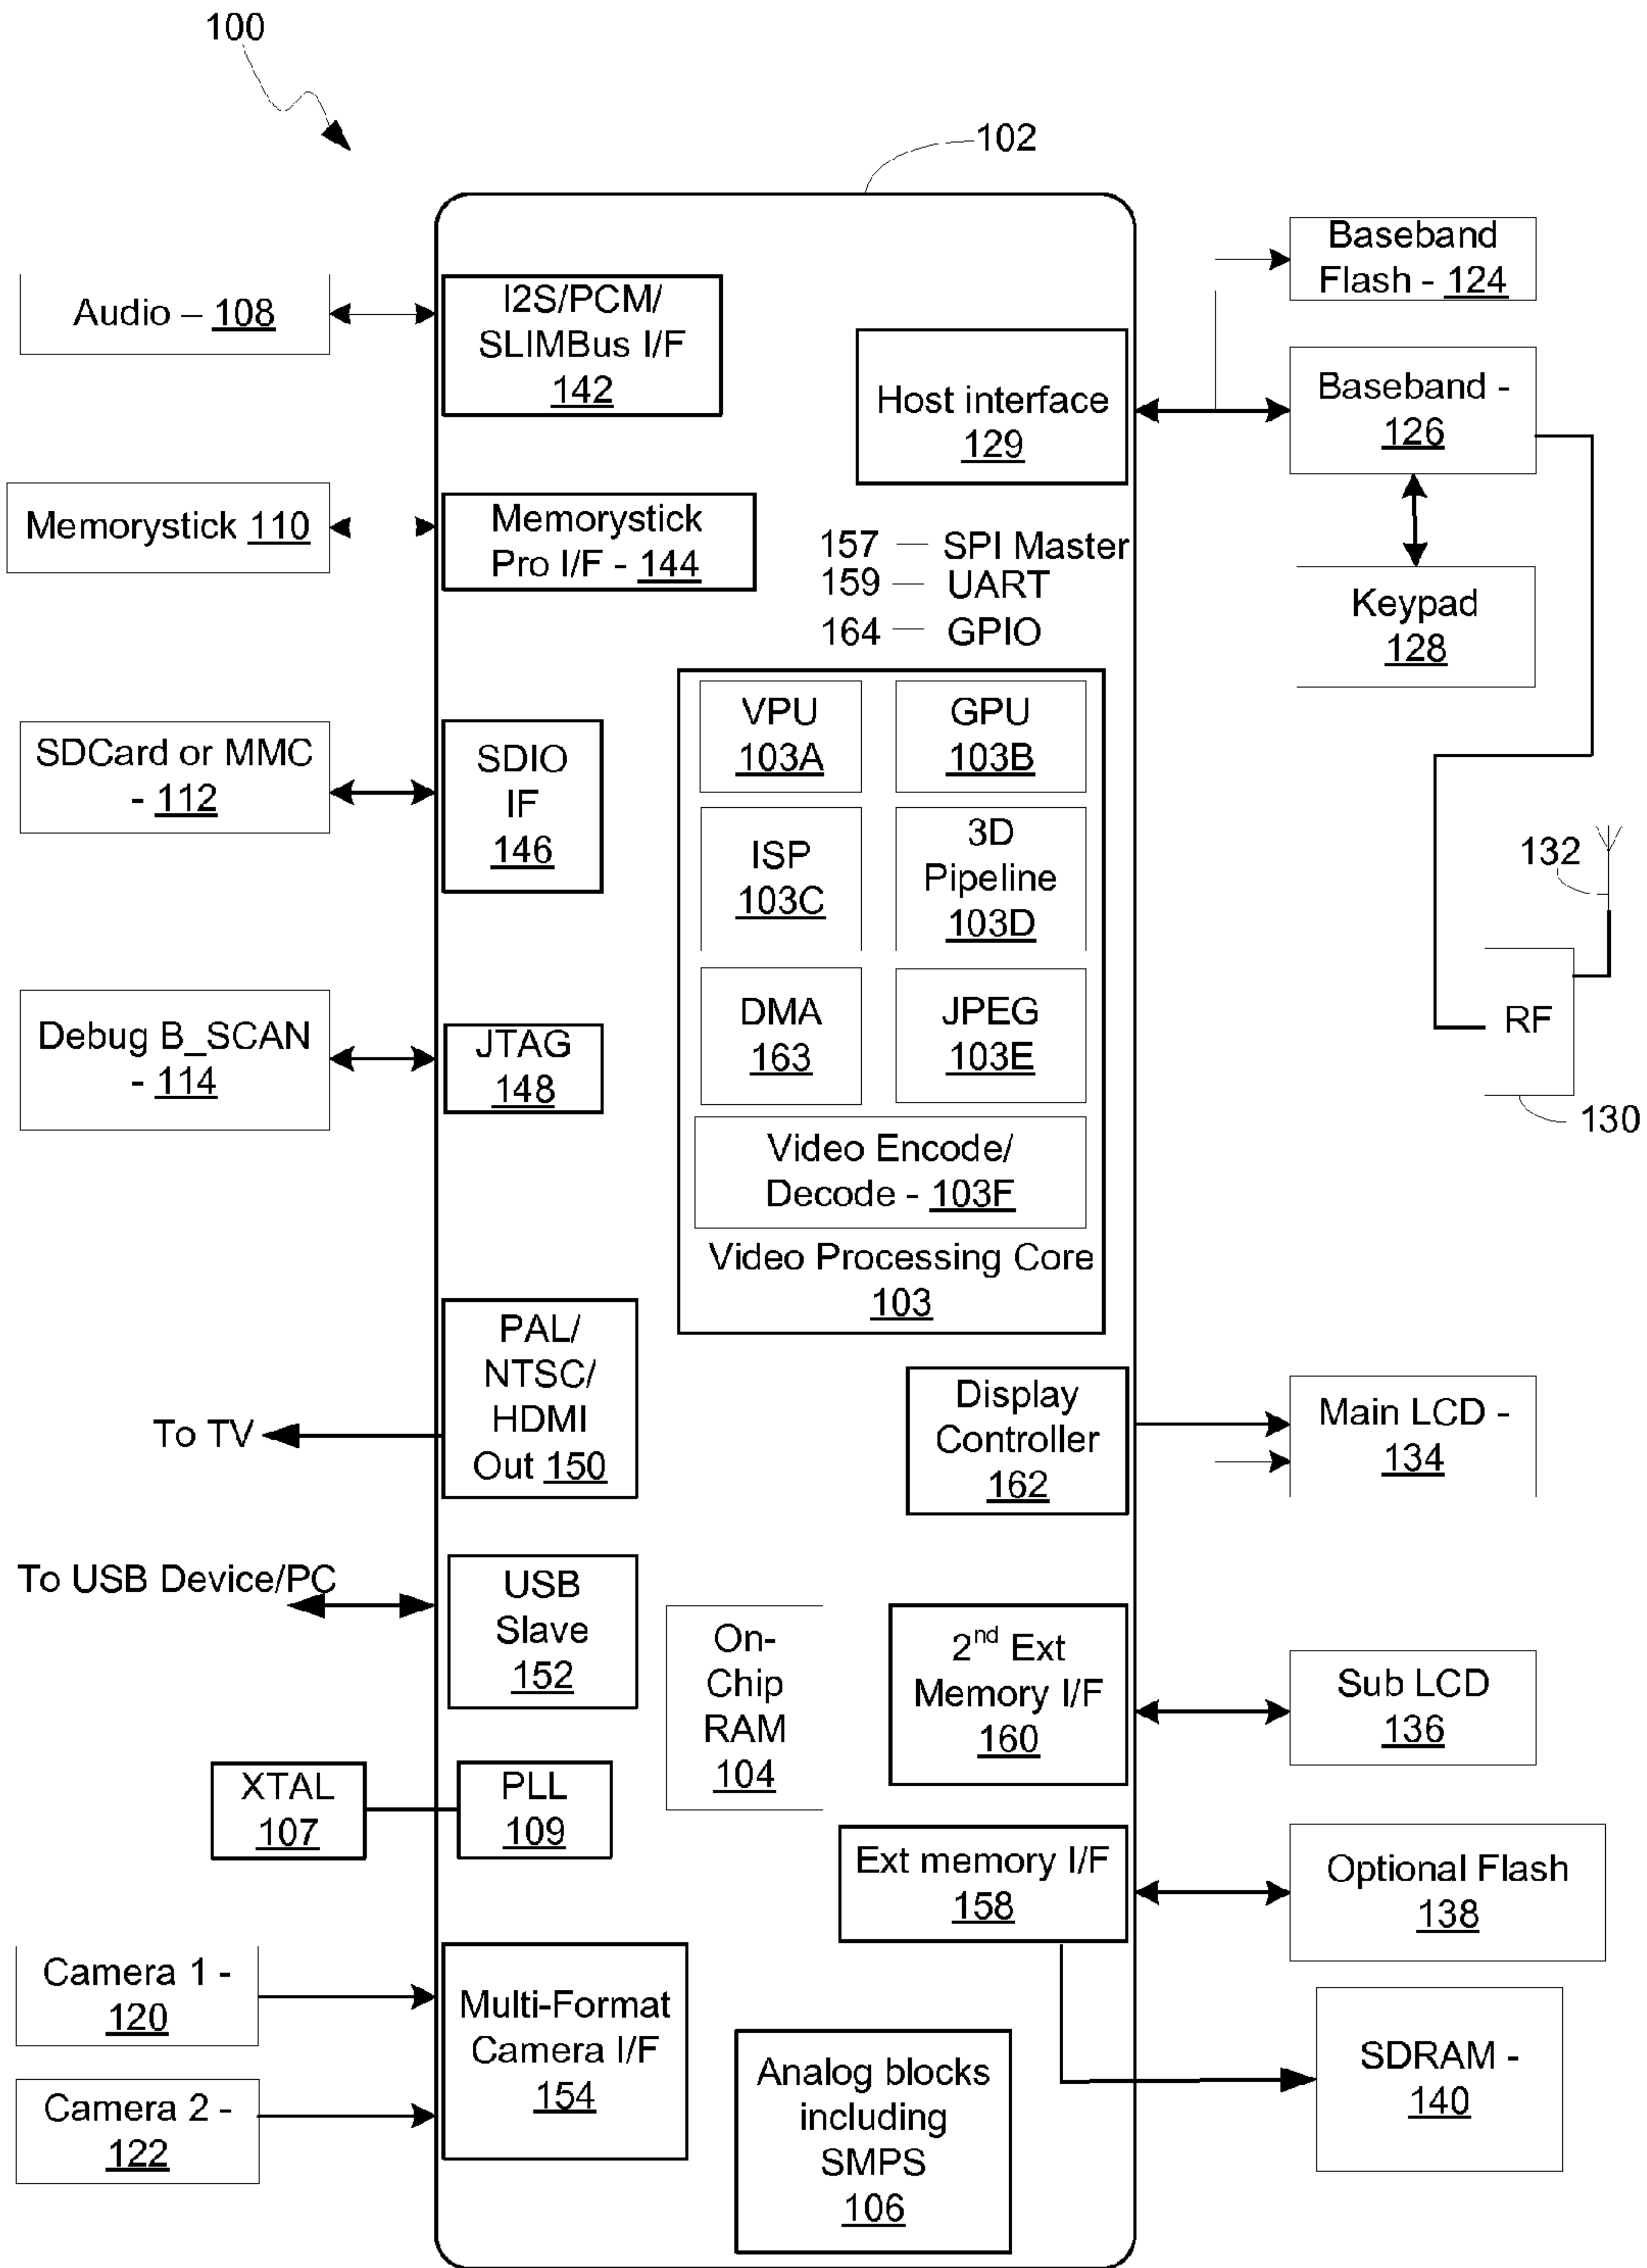 100
102
Audio – 108
I2S/PCM/
SLIMBus I/F
142
Baseband
Flash - 124
Host interface
129
Baseband -
126
Memorystick 110
Memorystick
Pro I/F - 144
157 — SPI Master
159 — UART
164 — GPIO
Keypad
128
SDCard or MMC
- 112
SDIO
IF
146
VPU
103A
GPU
103B
ISP
103C
3D
Pipeline
103D
132
Debug B_SCAN
- 114
JTAG
148
DMA
163
JPEG
103E
RF
130
Video Encode/
Decode - 103F
Video Processing Core
103
PAL/
NTSC/
HDMI
Out 150
To TV
Display
Controller
162
Main LCD -
134
To USB Device/PC
USB
Slave
152
On-
Chip
RAM
104
2nd Ext
Memory I/F
160
Sub LCD
136
XTAL
107
PLL
109
Ext memory I/F
158
Optional Flash
138
Camera 1 -
120
Multi-Format
Camera I/F
154
Camera 2 -
122
Analog blocks
including
SMPS
106
SDRAM -
140